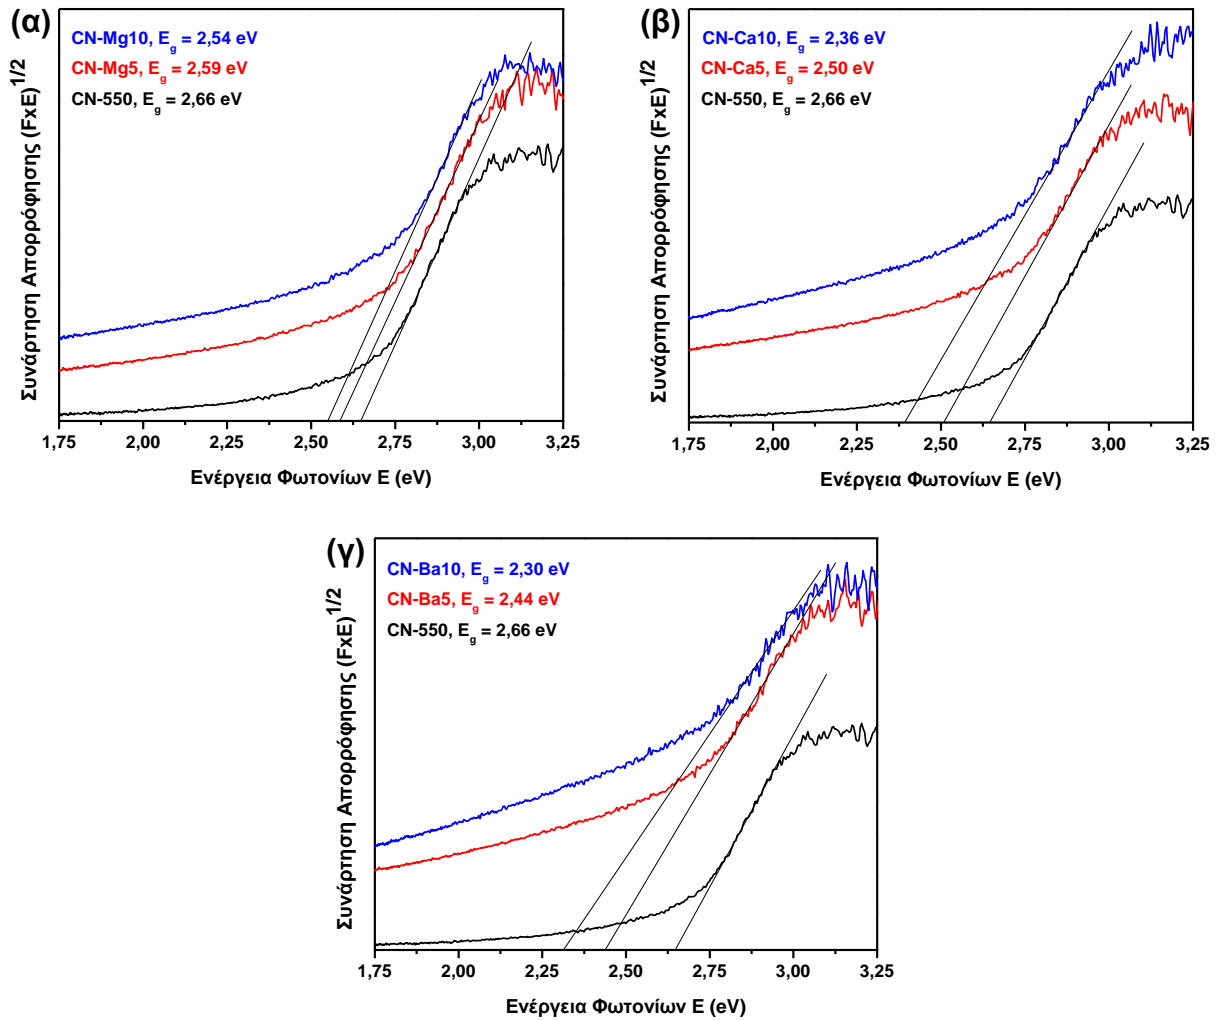 (α)
CN-Mg10, Eg = 2,54 eV
CN-Mg5, Eg = 2,59 eV
CN-550, Eg = 2,66 eV
Συνάρτηση Απορρόφησης (FxE)1/2
1,75 2,00 2,25 2,50 2,75 3,00 3,25
Ενέργεια Φωτονίων E (eV)
(β)
CN-Ca10, Eg = 2,36 eV
CN-Ca5, Eg = 2,50 eV
CN-550, Eg = 2,66 eV
Συνάρτηση Απορρόφησης (FxE)1/2
1,75 2,00 2,25 2,50 2,75 3,00 3,25
Ενέργεια Φωτονίων E (eV)
(γ)
CN-Ba10, Eg = 2,30 eV
CN-Ba5, Eg = 2,44 eV
CN-550, Eg = 2,66 eV
Συνάρτηση Απορρόφησης (FxE)1/2
1,75 2,00 2,25 2,50 2,75 3,00 3,25
Ενέργεια Φωτονίων E (eV)